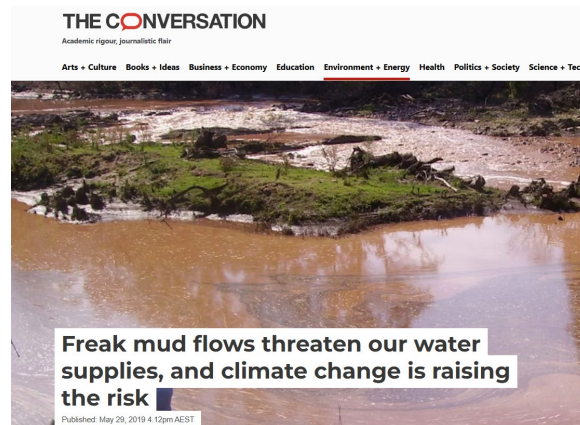 THE CONVERSATION
Academic rigour, journalistic flair
Arts + Culture Books + Ideas Business + Economy Education Environment + Energy Health Politics + Society Science + Tec
Freak mud flows threaten our water
supplies, and climate change is raising
the risk
Published: May 29, 2019 4.12pm AEST